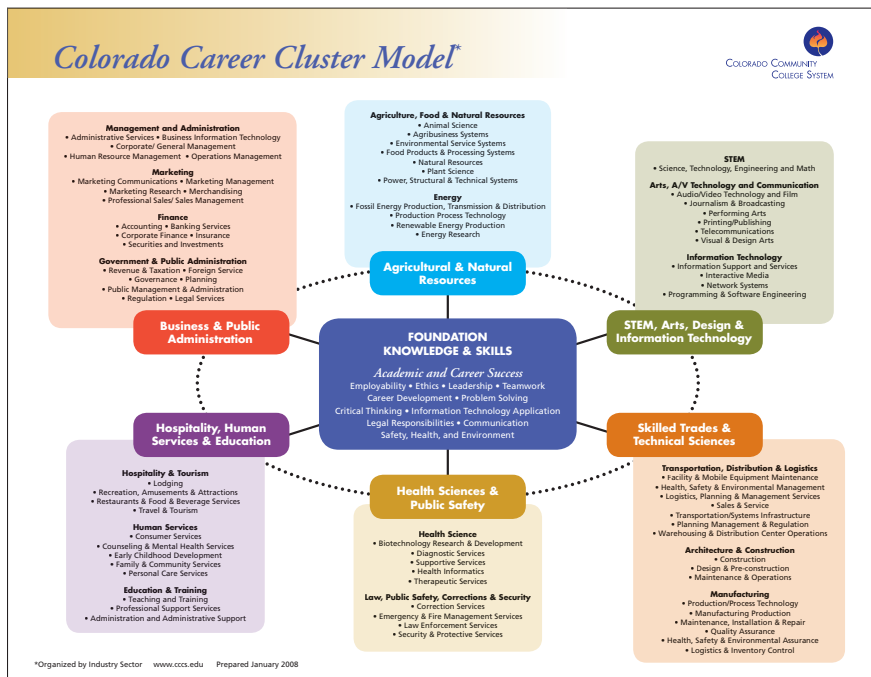 Colorado Career Cluster Model*
COLORADO COMMUNITY
COLLEGE SYSTEM
Management and Administration
• Administrative Services • Business Information Technology
• Corporate/ General Management
• Human Resource Management • Operations Management
Marketing
• Marketing Communications • Marketing Management
• Marketing Research • Merchandising
• Professional Sales/ Sales Management
Finance
• Accounting • Banking Services
• Corporate Finance • Insurance
• Securities and Investments
Government & Public Administration
• Revenue & Taxation • Foreign Service
• Governance • Planning
• Public Management & Administration
• Regulation • Legal Services
Business & Public
Administration
Agriculture, Food & Natural Resources
• Animal Science
• Agribusiness Systems
• Environmental Service Systems
• Food Products & Processing Systems
• Natural Resources
• Plant Science
• Power, Structural & Technical Systems
Energy
• Fossil Energy Production, Transmission & Distribution
• Production Process Technology
• Renewable Energy Production
• Energy Research
Agricultural & Natural
Resources
STEM
• Science, Technology, Engineering and Math
Arts, A/V Technology and Communication
• Audio/Video Technology and Film
• Journalism & Broadcasting
• Performing Arts
• Printing/Publishing
• Telecommunications
• Visual & Design Arts
Information Technology
• Information Support and Services
• Interactive Media
• Network Systems
• Programming & Software Engineering
STEM, Arts, Design &
Information Technology
FOUNDATION
KNOWLEDGE & SKILLS
Academic and Career Success
Employability • Ethics • Leadership • Teamwork
Career Development • Problem Solving
Critical Thinking • Information Technology Application
Legal Responsibilities • Communication
Safety, Health, and Environment
Hospitality, Human
Services & Education
Hospitality & Tourism
• Lodging
• Recreation, Amusements & Attractions
• Restaurants & Food & Beverage Services
• Travel & Tourism
Human Services
• Consumer Services
• Counseling & Mental Health Services
• Early Childhood Development
• Family & Community Services
• Personal Care Services
Education & Training
• Teaching and Training
• Professional Support Services
• Administration and Administrative Support
Health Sciences &
Public Safety
Health Science
• Biotechnology Research & Development
• Diagnostic Services
• Supportive Services
• Health Informatics
• Therapeutic Services
Law, Public Safety, Corrections & Security
• Correction Services
• Emergency & Fire Management Services
• Law Enforcement Services
• Security & Protective Services
Skilled Trades &
Technical Sciences
Transportation, Distribution & Logistics
• Facility & Mobile Equipment Maintenance
• Health, Safety & Environmental Management
• Logistics, Planning & Management Services
• Sales & Service
• Transportation/Systems Infrastructure
• Planning Management & Regulation
• Warehousing & Distribution Center Operations
Architecture & Construction
• Construction
• Design & Pre-construction
• Maintenance & Operations
Manufacturing
• Production/Process Technology
• Manufacturing Production
• Maintenance, Installation & Repair
• Quality Assurance
• Health, Safety & Environmental Assurance
• Logistics & Inventory Control
*Organized by Industry Sector www.cccs.edu Prepared January 2008